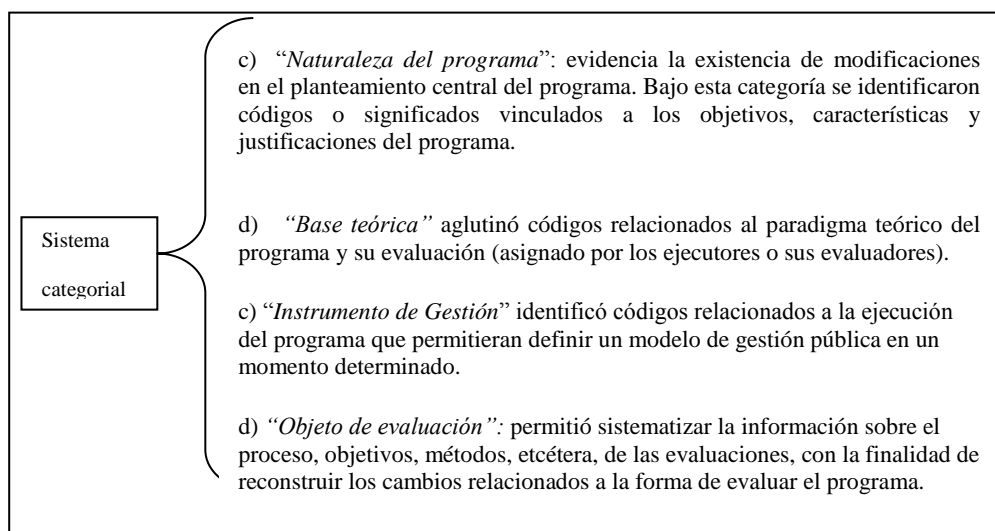 c) “Naturaleza del programa”: evidencia la existencia de modificaciones
en el planteamiento central del programa. Bajo esta categoría se identificaron
códigos o significados vinculados a los objetivos, características y
justificaciones del programa.
d) “Base teórica” aglutinó códigos relacionados al paradigma teórico del
programa y su evaluación (asignado por los ejecutores o sus evaluadores).
Sistema
categorial
c) “Instrumento de Gestión” identificó códigos relacionados a la ejecución
del programa que permitieran definir un modelo de gestión pública en un
momento determinado.
d) “Objeto de evaluación”: permitió sistematizar la información sobre el
proceso, objetivos, métodos, etcétera, de las evaluaciones, con la finalidad de
reconstruir los cambios relacionados a la forma de evaluar el programa.